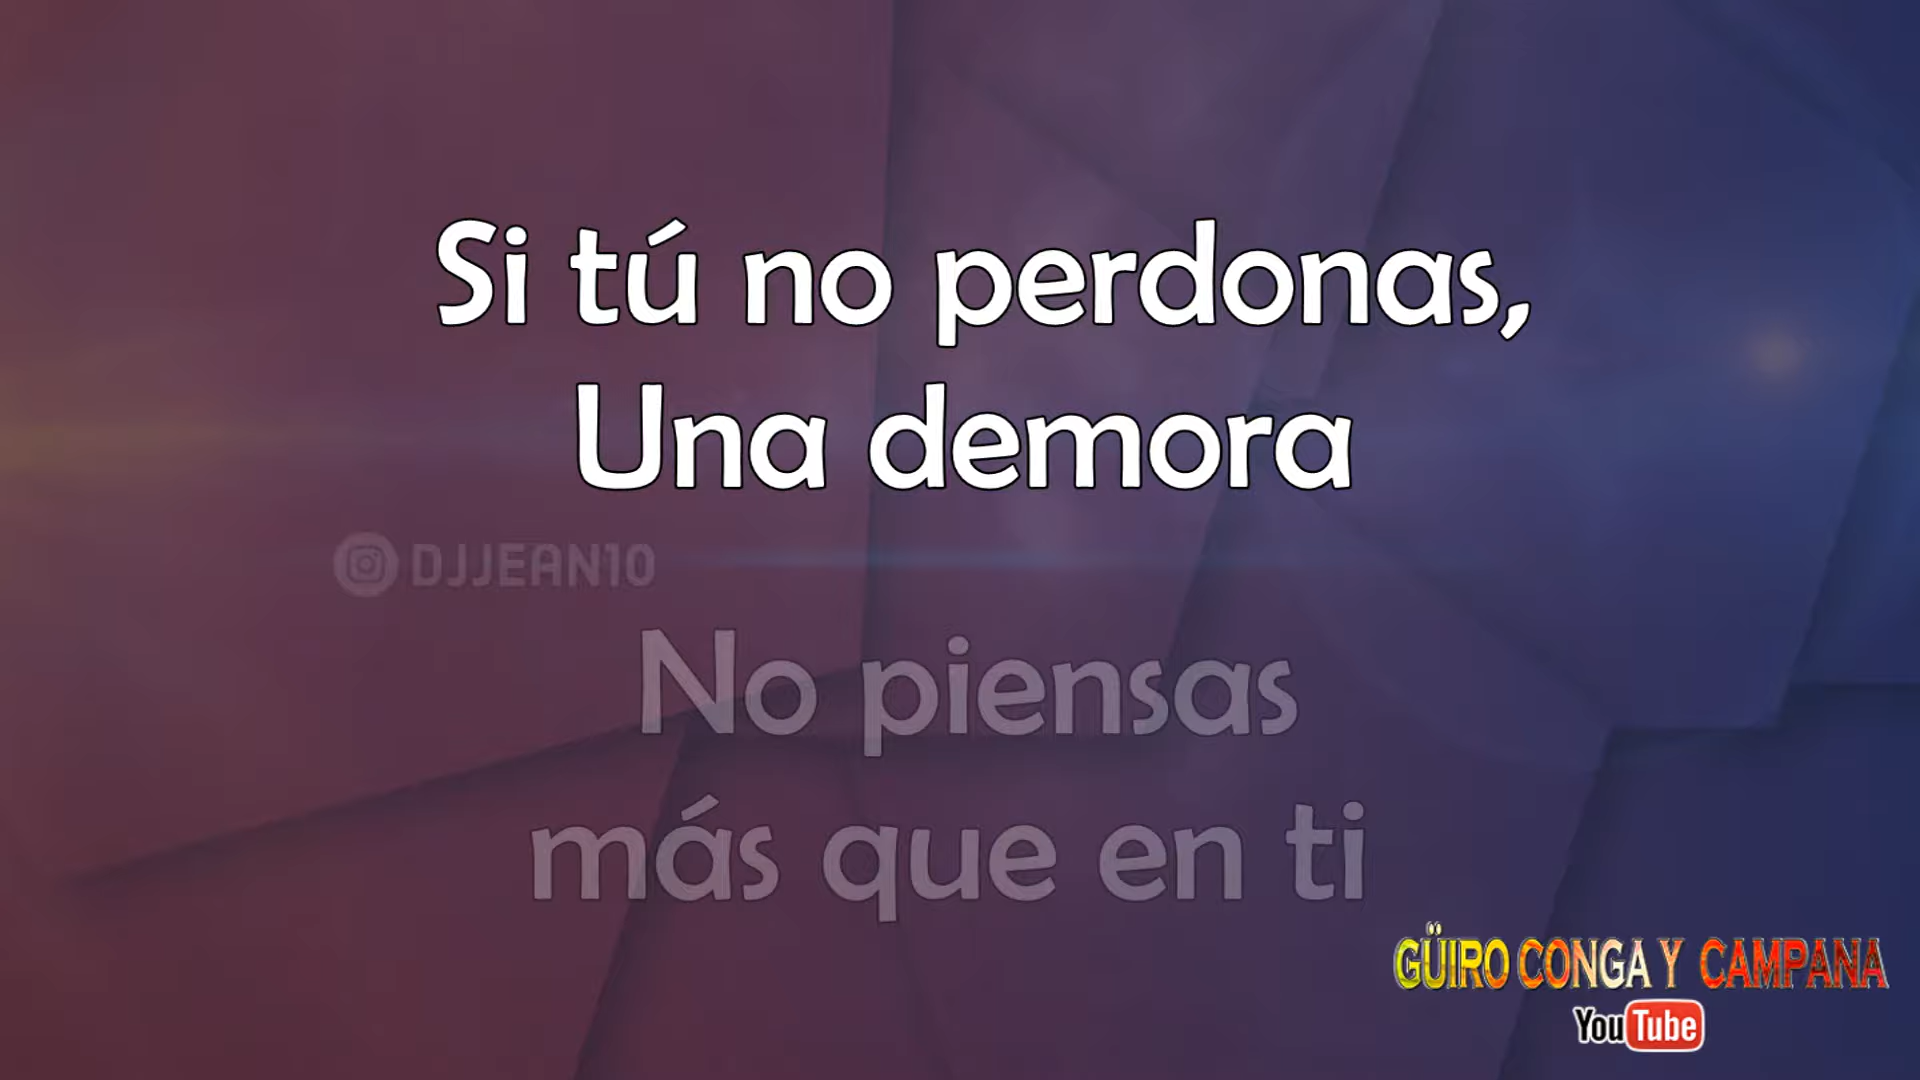 Si tú no perdonas,
Una demora
DJJEAN10
No piensas
más que en ti
GÜIRO CONGA Y CAMPANA
YouTube